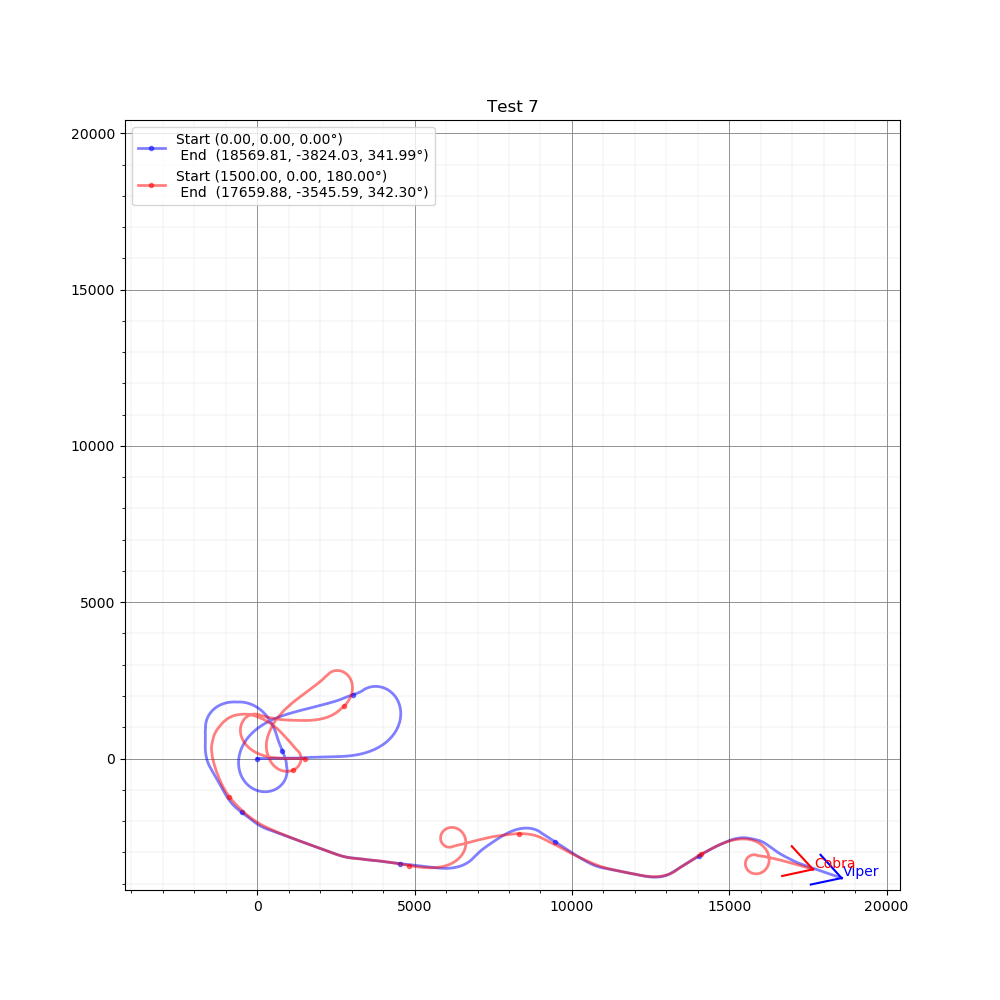 Test 7
Start (0.00, 0.00, 0.00°)
End (18569.81, -3824.03, 341.99°)
Start (1500.00, 0.00, 180.00°)
End (17659.88, -3545.59, 342.30°)
20000
15000
10000
5000
0
Cobra
Viper
0
5000
10000
15000
20000